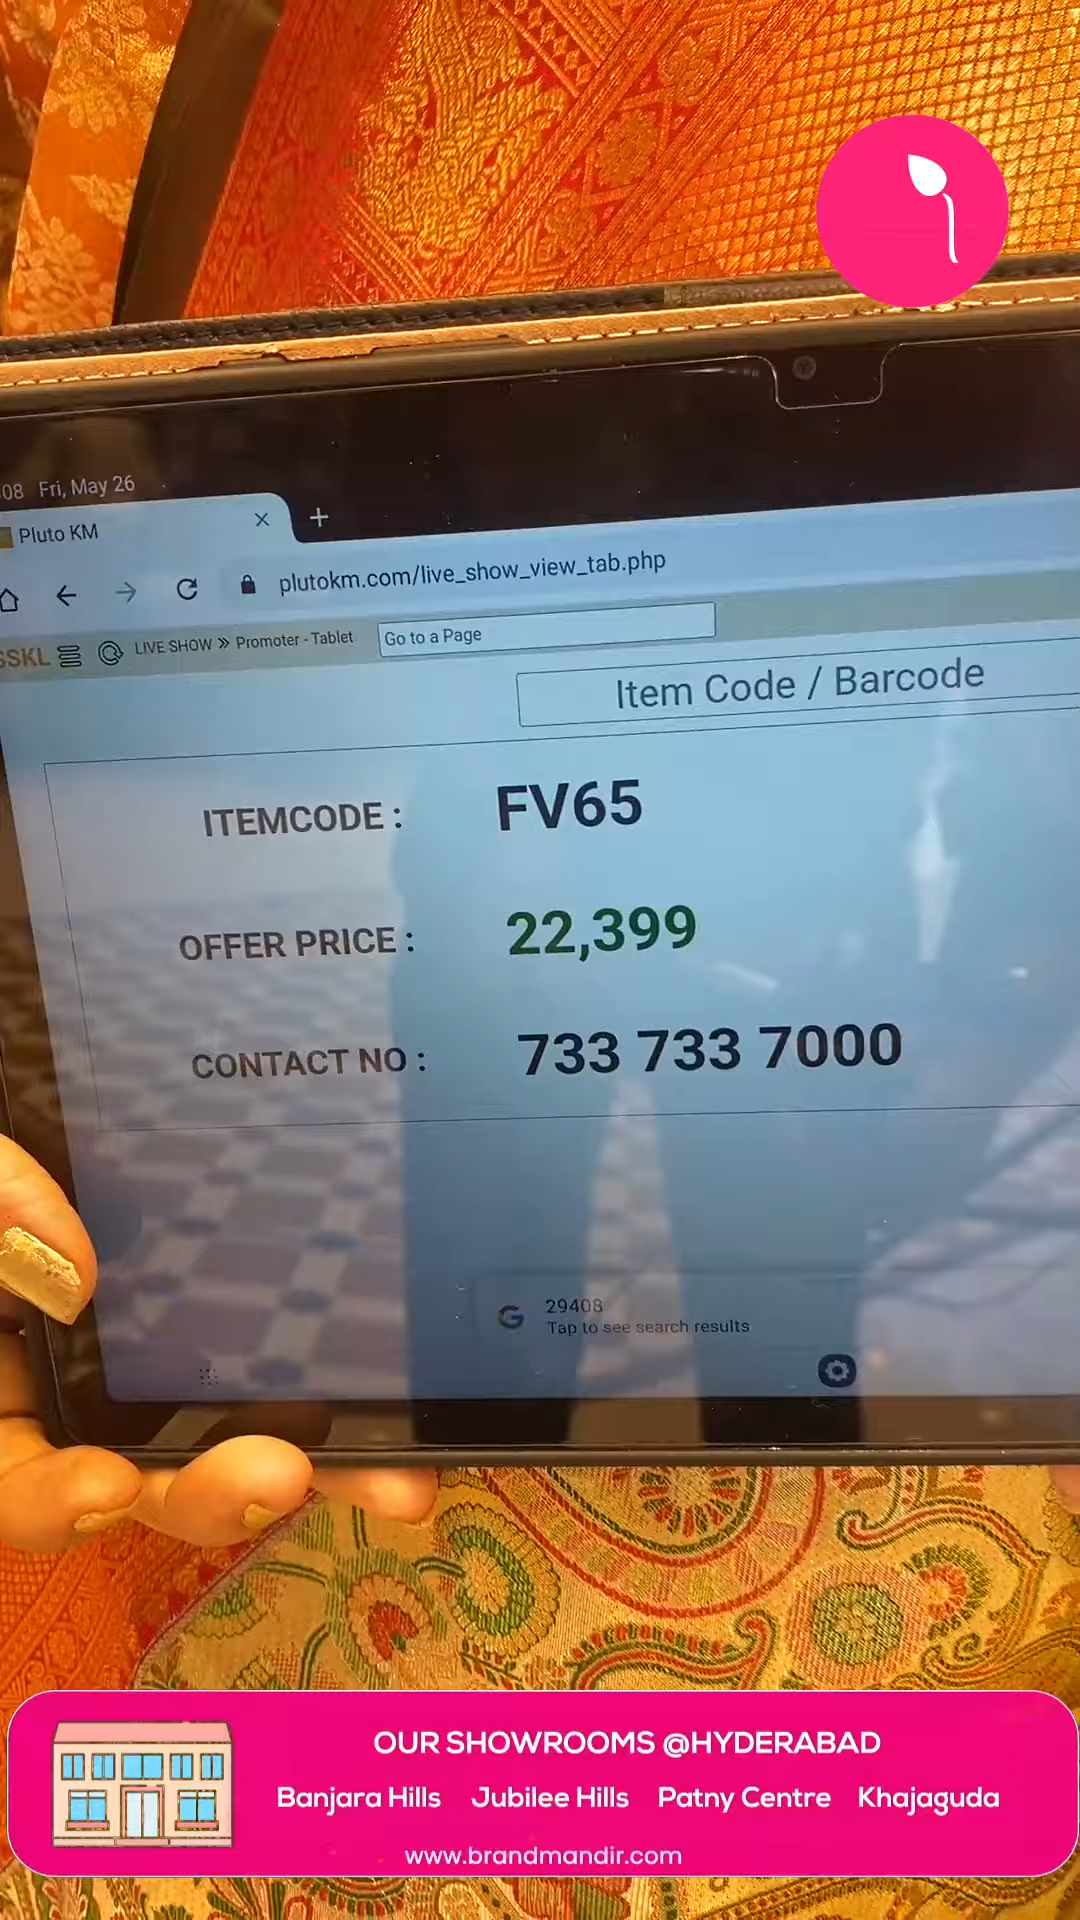 08 Fri, May 26
Pluto KM
plutokm.com/live_show_view_tab.php
SSKL LIVE SHOW » Promoter - Tablet Go to a Page
Item Code / Barcode
ITEMCODE : FV65
OFFER PRICE : 22,399
CONTACT NO : 733 733 7000
29408
Tap to see search results
OUR SHOWROOMS @HYDERABAD
Banjara Hills Jubilee Hills Patny Centre Khajaguda
www.brandmandir.com